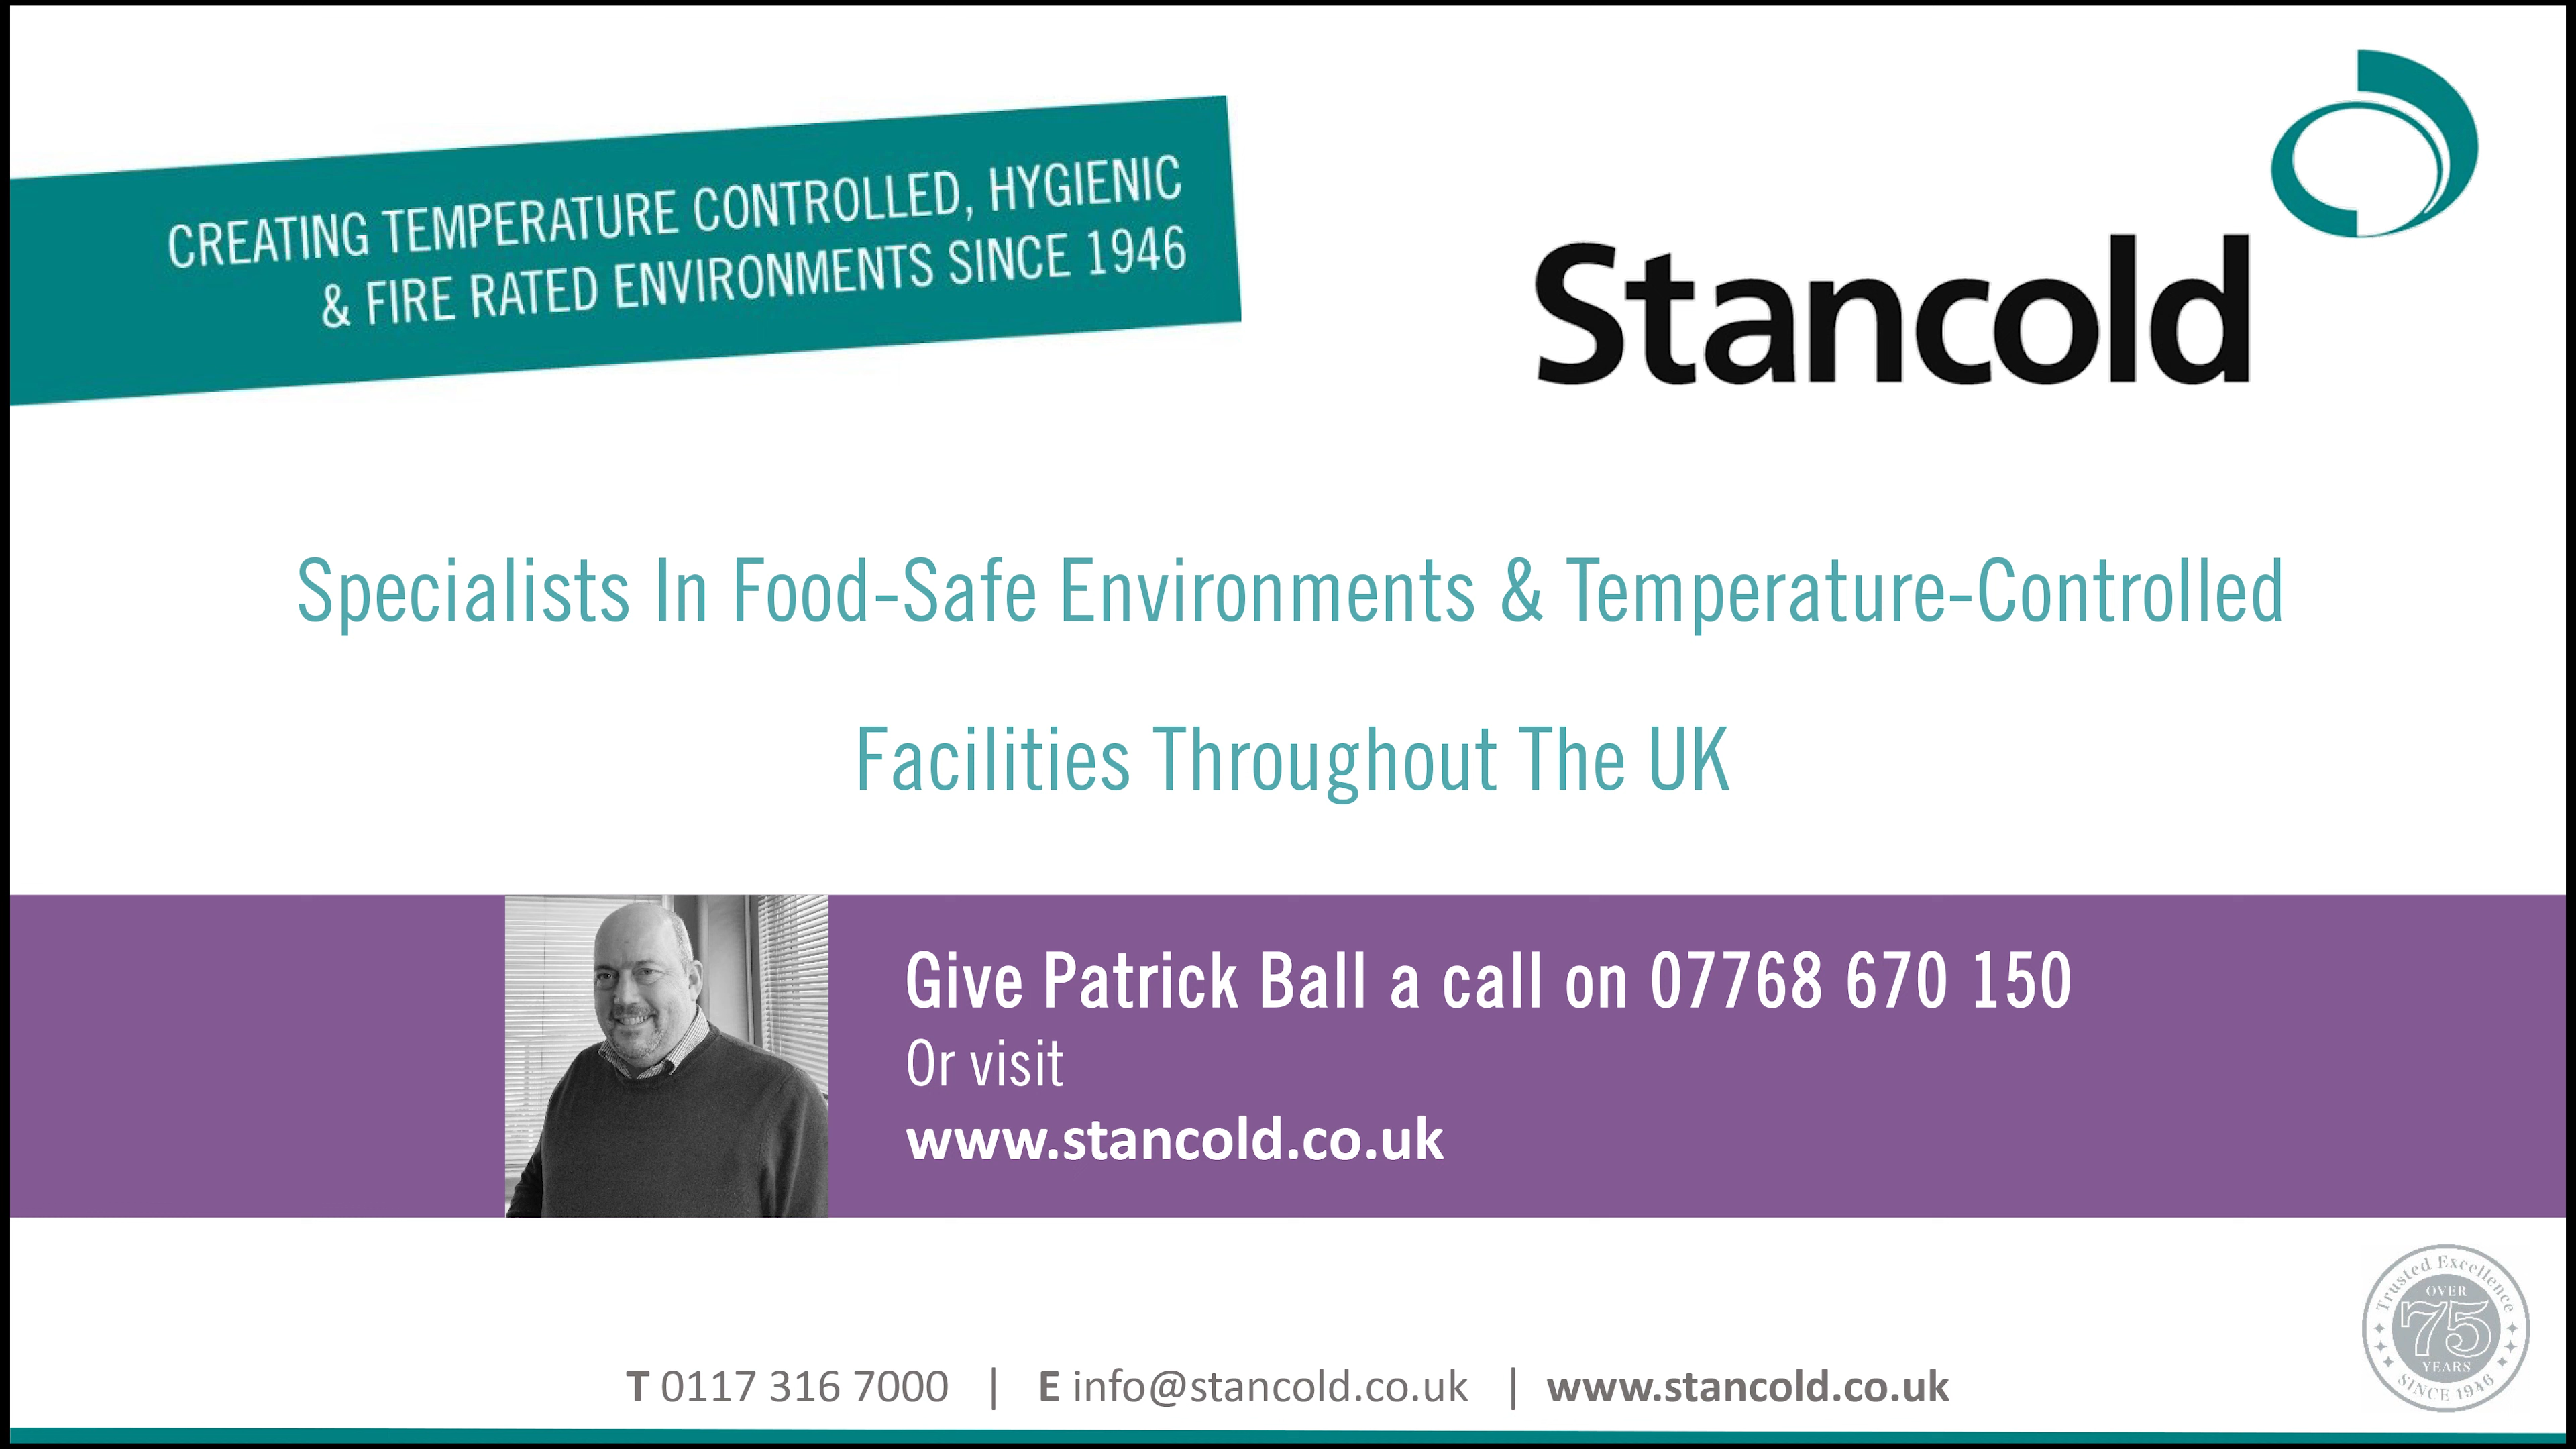 CREATING TEMPERATURE CONTROLLED, HYGIENIC
& FIRE RATED ENVIRONMENTS SINCE 1946
Stancold
Specialists In Food-Safe Environments & Temperature-Controlled
Facilities Throughout The UK
Give Patrick Ball a call on 07768 670 150
Or visit
www.stancold.co.uk
Trusted Excellence
OVER
75
YEARS
SINCE 1946
T 0117 316 7000 | E info@stancold.co.uk | www.stancold.co.uk